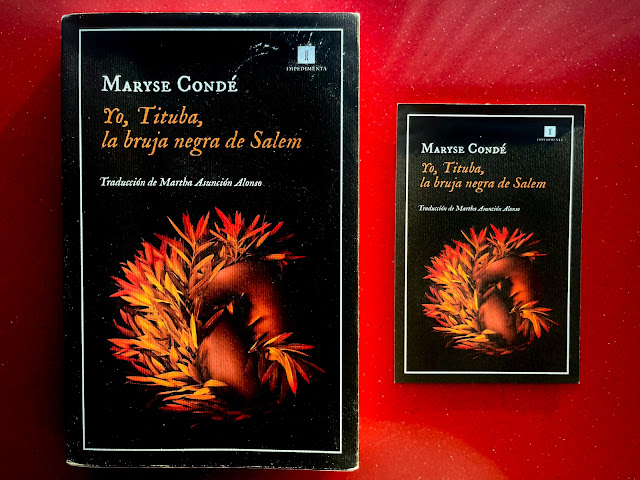 I
IMPEDIMENTA
MARYSE CONDÉ
Yo, Tituba,
la bruja negra de Salem
Traducción de Martha Asunción Alonso
I
IMPEDIMENTA
MARYSE CONDÉ
Yo, Tituba,
la bruja negra de Salem
Traducción de Martha Asunción Alonso